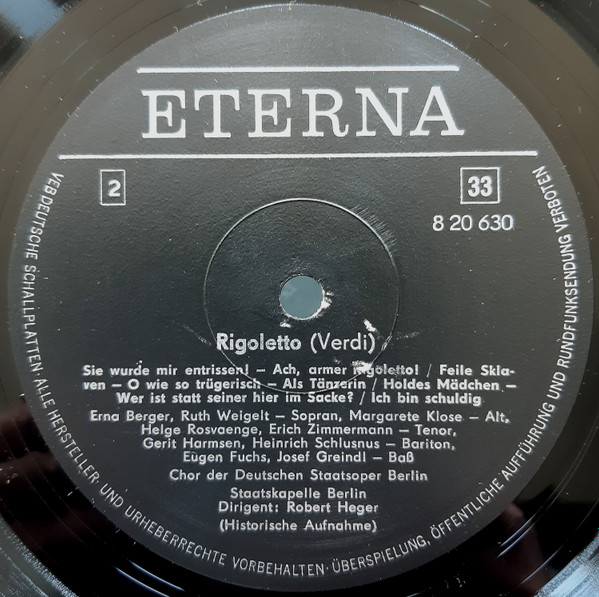 ETERNA
2
33
8 20 630
Rigoletto (Verdi)
Sie wurde mir entrissen! – Ach, armer Rigoletto! / Feile Skla-
ven – O wie so trügerisch – Als Tänzerin / Holdes Mädchen –
Wer ist statt seiner hier im Sacke? / Ich bin schuldig
Erna Berger, Ruth Weigelt – Sopran, Margarete Klose – Alt,
Helge Rosvaenge, Erich Zimmermann – Tenor,
Gerit Harmsen, Heinrich Schlusnus – Bariton,
Eugen Fuchs, Josef Greindl – Baß
Chor der Deutschen Staatsoper Berlin
Staatskapelle Berlin
Dirigent: Robert Heger
(Historische Aufnahme)
VEB DEUTSCHE SCHALLPLATTEN · ALLE HERSTELLER- UND URHEBERRECHTE VORBEHALTEN · ÜBERSPIELUNG, ÖFFENTLICHE AUFFÜHRUNG UND RUNDFUNKSENDUNG VERBOTEN